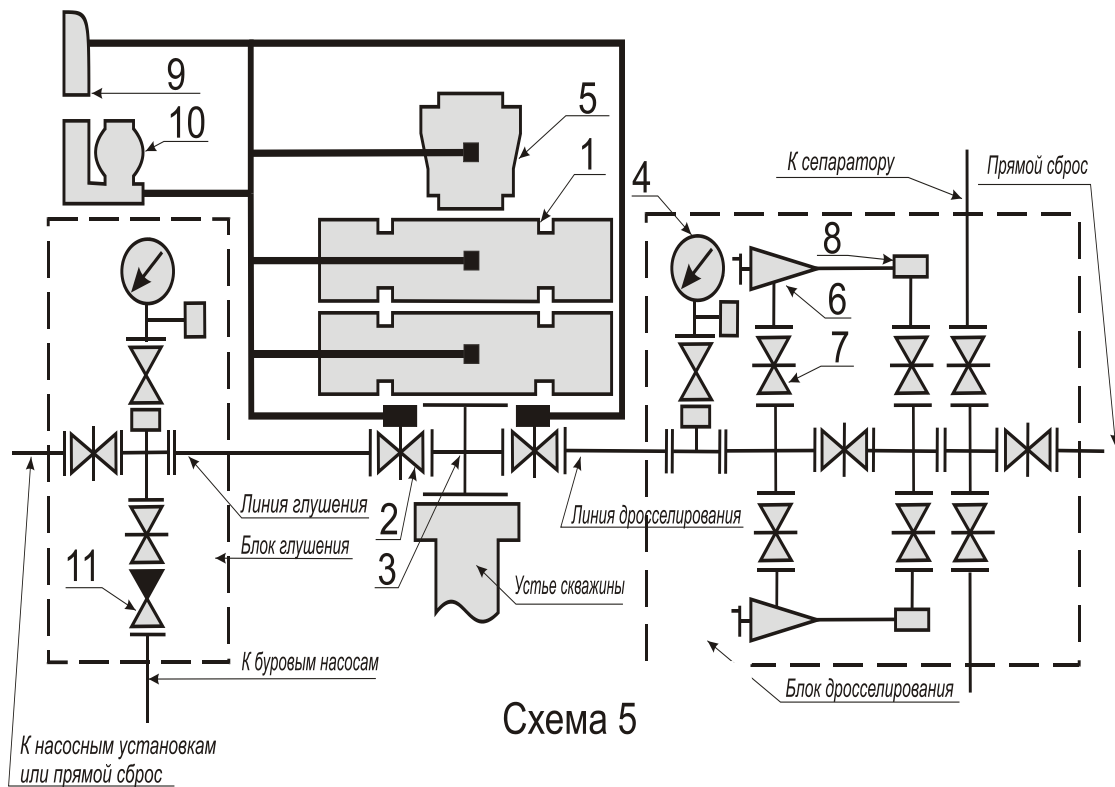 9
10
5
1
4
К сепаратору
Прямой сброс
8
6
7
Линия глушения
2
Линия дросселирования
Блок глушения
11
3
Устье скважины
К буровым насосам
Блок дросселирования
Схема 5
К насосным установкам
или прямой сброс